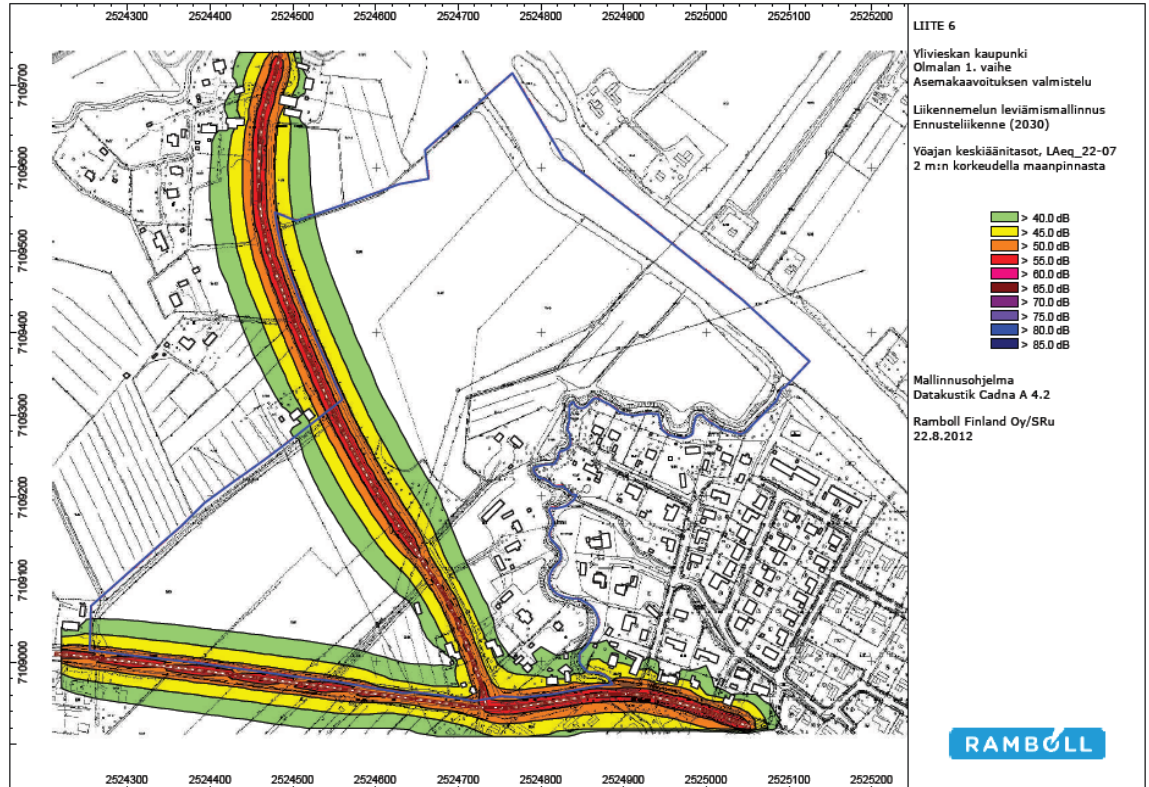 2524300 2524400 2524500 2524600 2524700 2524800 2524900 2525000 2525100 2525200
7109700
7109600
7109500
7109400
7109300
7109200
7109100
7109000
2524300 2524400 2524500 2524600 2524700 2524800 2524900 2525000 2525100 2525200
LIITE 6
Ylivieskan kaupunki
Olmalan 1. vaihe
Asemakaavoituksen valmistelu
Liikennemelun leviämismallinnus
Ennusteliikenne (2030)
Yöajan keskiäänitasot, LAeq_22-07
2 m:n korkeudella maanpinnasta
> 40.0 dB
> 45.0 dB
> 50.0 dB
> 55.0 dB
> 60.0 dB
> 65.0 dB
> 70.0 dB
> 75.0 dB
> 80.0 dB
> 85.0 dB
Mallinnusohjelma
Datakustik Cadna A 4.2
Ramboll Finland Oy/SRu
22.8.2012
RAMBOLL